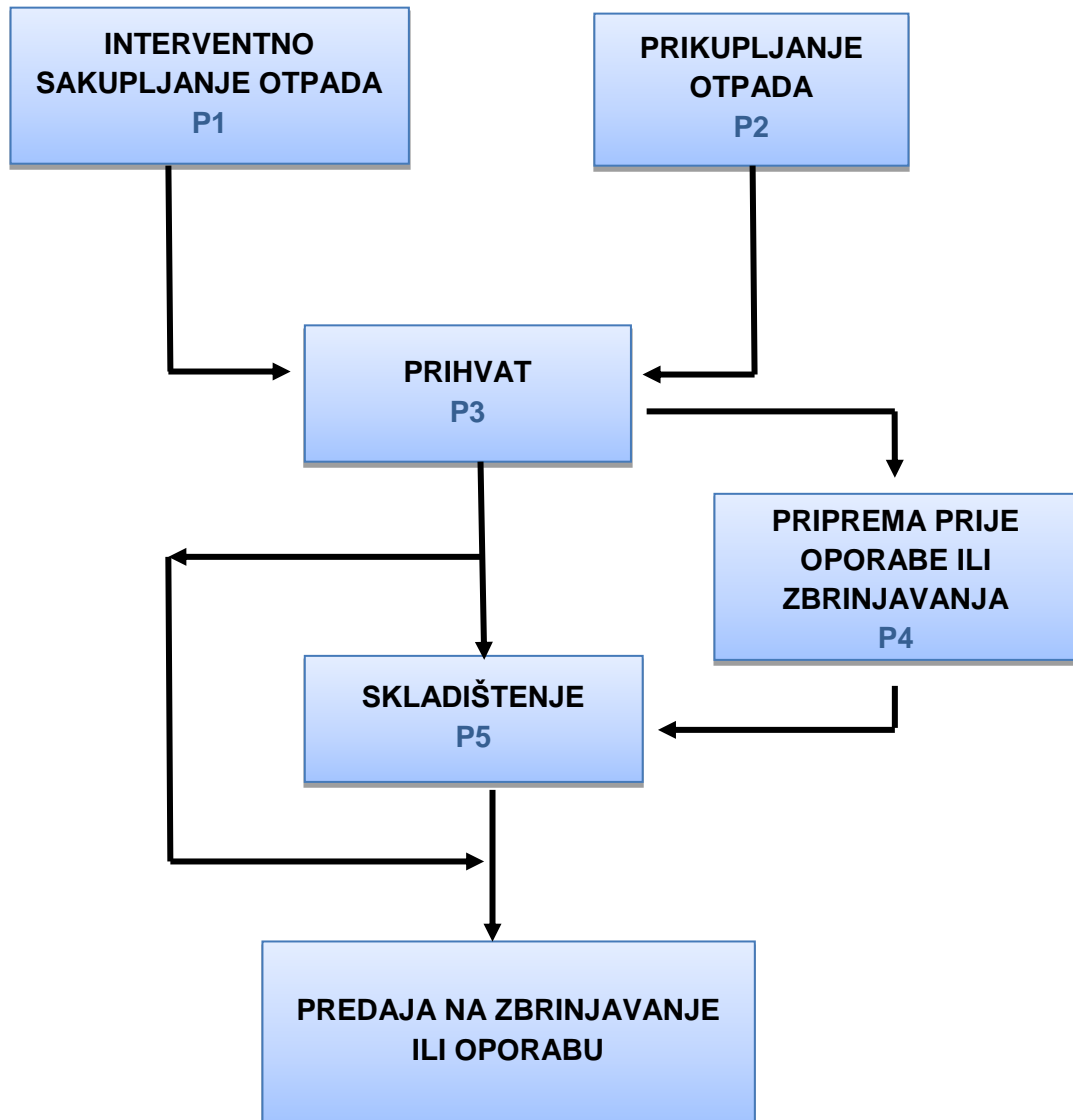 INTERVENTNO
SAKUPLJANJE OTPADA
P1
PRIKUPLJANJE
OTPADA
P2
PRIHVAT
P3
PRIPREMA PRIJE
OPORABE ILI
ZBRINJAVANJA
P4
SKLADIŠTENJE
P5
PREDAJA NA ZBRINJAVANJE
ILI OPORABU